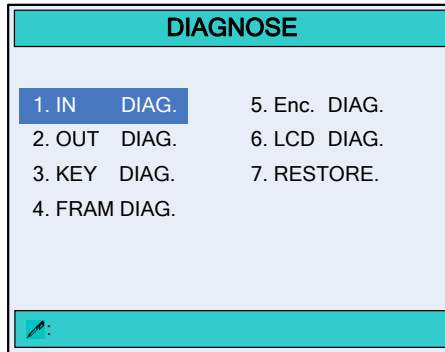 DIAGNOSE
1. IN DIAG.
2. OUT DIAG.
3. KEY DIAG.
4. FRAM DIAG.
5. Enc. DIAG.
6. LCD DIAG.
7. RESTORE.
: